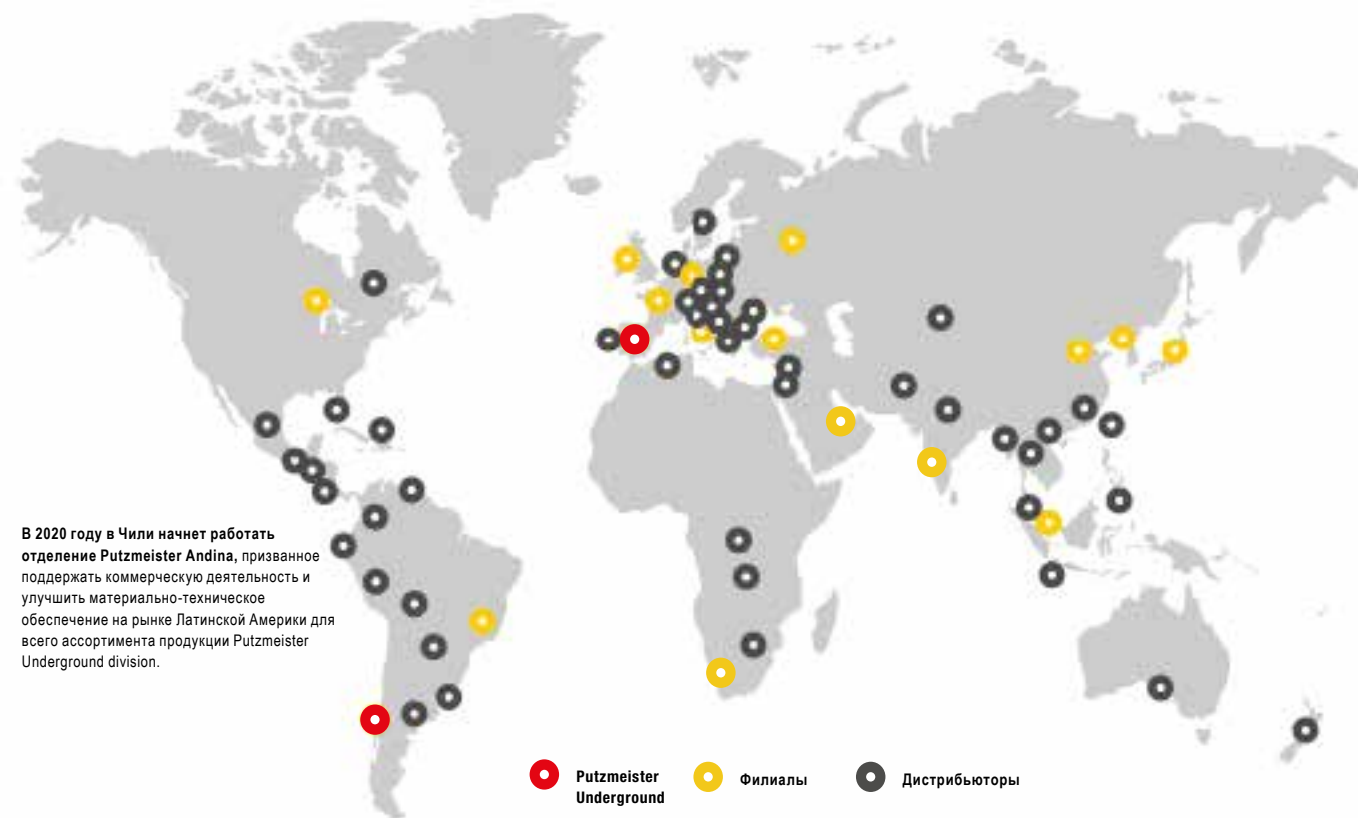 В 2020 году в Чили начнет работать
отделение Putzmeister Andina, призванное
поддержать коммерческую деятельность и
улучшить материально-техническое
обеспечение на рынке Латинской Америки для
всего ассортимента продукции Putzmeister
Underground division.
Putzmeister
Underground
Филиалы
Дистрибьюторы